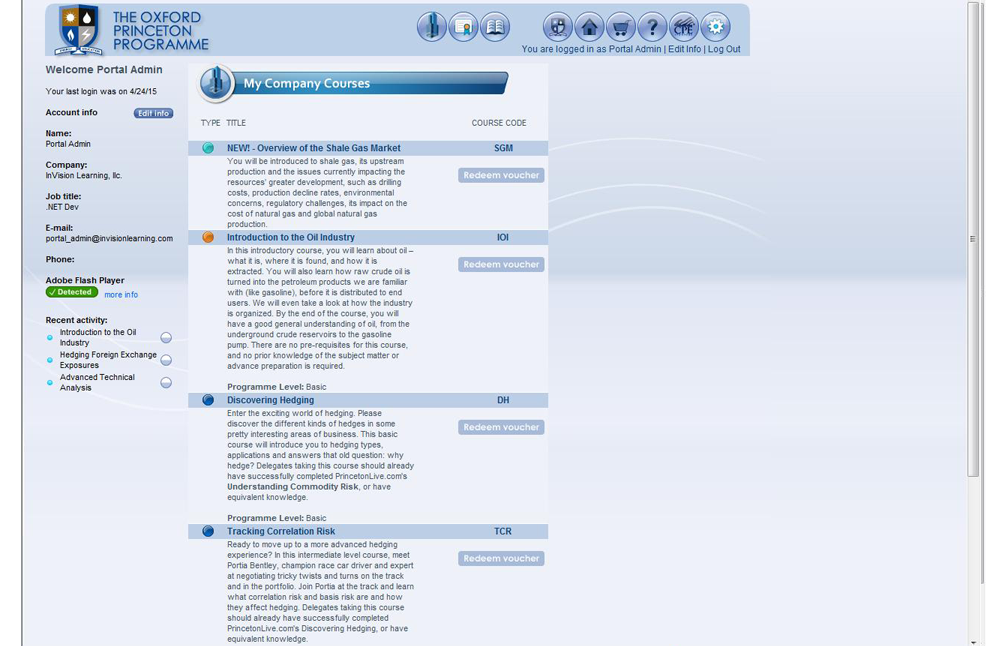 THE OXFORD
PRINCETON
PROGRAMME
?
CPE
You are logged in as Portal Admin | Edit Info | Log Out
Welcome Portal Admin
Your last login was on 4/24/15
Account info
Edit Info
Name:
Portal Admin
Company:
InVision Learning, llc.
Job title:
.NET Dev
E-mail:
portal_admin@invisionlearning.com
Phone:
Adobe Flash Player
✓ Detected
more info
Recent activity:
Introduction to the Oil
Industry
Hedging Foreign Exchange
Exposures
Advanced Technical
Analysis
My Company Courses
TYPE TITLE COURSE CODE
NEW! - Overview of the Shale Gas Market SGM
You will be introduced to shale gas, its upstream
production and the issues currently impacting the
resources' greater development, such as drilling
costs, production decline rates, environmental
concerns, regulatory challenges, its impact on the
cost of natural gas and global natural gas
production.
Redeem voucher
Introduction to the Oil Industry IOI
In this introductory course, you will learn about oil –
what it is, where it is found, and how it is
extracted. You will also learn how raw crude oil is
turned into the petroleum products we are familiar
with (like gasoline), before it is distributed to end
users. We will even take a look at how the industry
is organized. By the end of the course, you will
have a good general understanding of oil, from the
underground crude reservoirs to the gasoline
pump. There are no pre-requisites for this course,
and no prior knowledge of the subject matter or
advance preparation is required.
Redeem voucher
Programme Level: Basic
Discovering Hedging DH
Enter the exciting world of hedging. Please
discover the different kinds of hedges in some
pretty interesting areas of business. This basic
course will introduce you to hedging types,
applications and answers that old question: why
hedge? Delegates taking this course should already
have successfully completed PrincetonLive.com's
Understanding Commodity Risk, or have
equivalent knowledge.
Redeem voucher
Programme Level: Basic
Tracking Correlation Risk TCR
Ready to move up to a more advanced hedging
experience? In this intermediate level course, meet
Portia Bentley, champion race car driver and expert
at negotiating tricky twists and turns on the track
and in the portfolio. Join Portia at the track and learn
what correlation risk and basis risk are and how
they affect hedging. Delegates taking this course
should already have successfully completed
PrincetonLive.com's Discovering Hedging, or have
equivalent knowledge.
Redeem voucher